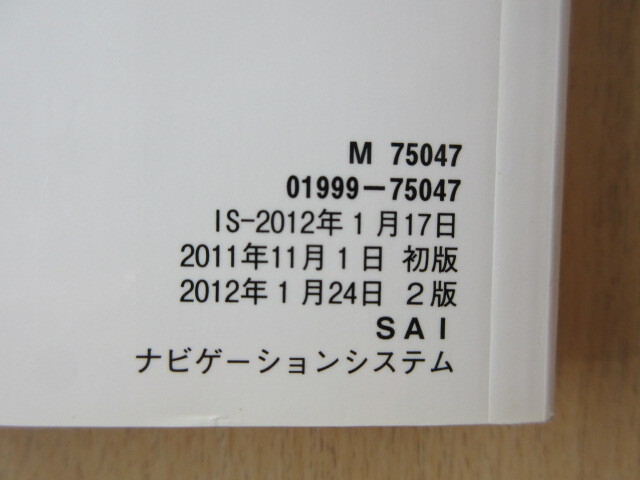 M 75047
01999-75047
IS-2012年1月17日
2011年11月1日 初版
2012年1月24日 2版
SAI
ナビゲーションシステム